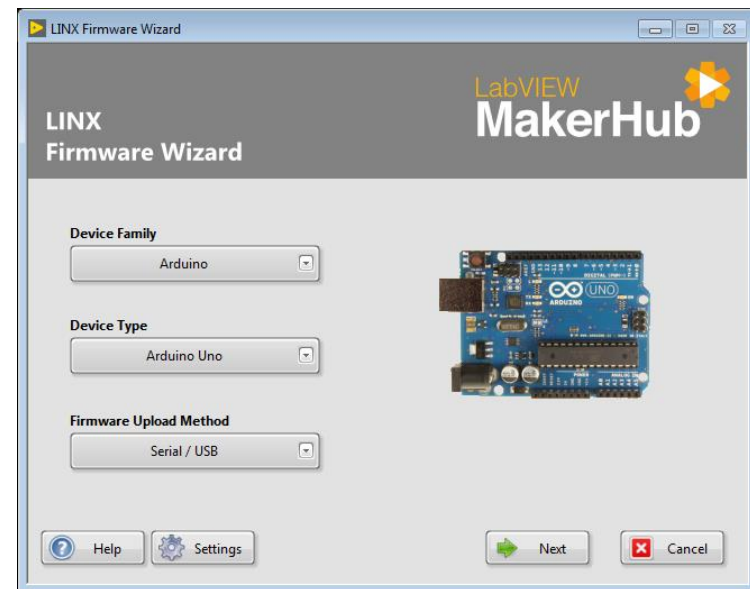 LINX Firmware Wizard
LabVIEW
MakerHub
LINX
Firmware Wizard
Device Family
Arduino
Device Type
Arduino Uno
Firmware Upload Method
Serial / USB
UNO
ARDUINO
Help
Settings
Next
Cancel